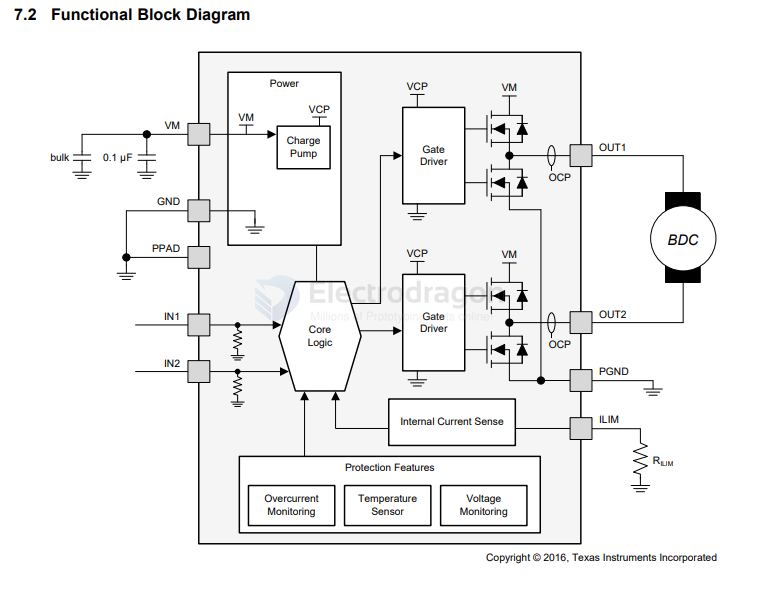 7.2 Functional Block Diagram
Power
VCP
VM
VM
VCP
Charge
Pump
VM
bulk
0.1 µF
Gate
Driver
OUT1
OCP
GND
PPAD
BDC
VCP
VM
Electrodragon
IN1
Core
Logic
Gate
Driver
OUT2
OCP
IN2
PGND
Internal Current Sense
ILIM
RILIM
Protection Features
Overcurrent
Monitoring
Temperature
Sensor
Voltage
Monitoring
Copyright © 2016, Texas Instruments Incorporated